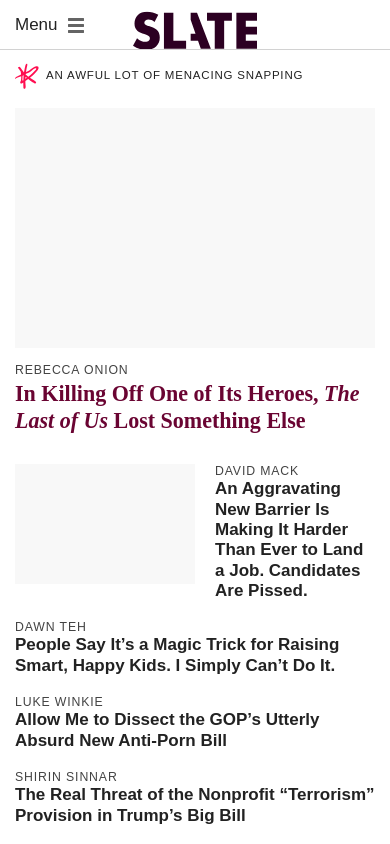 Menu
SLATE
AN AWFUL LOT OF MENACING SNAPPING
REBECCA ONION
In Killing Off One of Its Heroes, The
Last of Us Lost Something Else
DAVID MACK
An Aggravating
New Barrier Is
Making It Harder
Than Ever to Land
a Job. Candidates
Are Pissed.
DAWN TEH
People Say It’s a Magic Trick for Raising
Smart, Happy Kids. I Simply Can’t Do It.
LUKE WINKIE
Allow Me to Dissect the GOP’s Utterly
Absurd New Anti-Porn Bill
SHIRIN SINNAR
The Real Threat of the Nonprofit “Terrorism”
Provision in Trump’s Big Bill